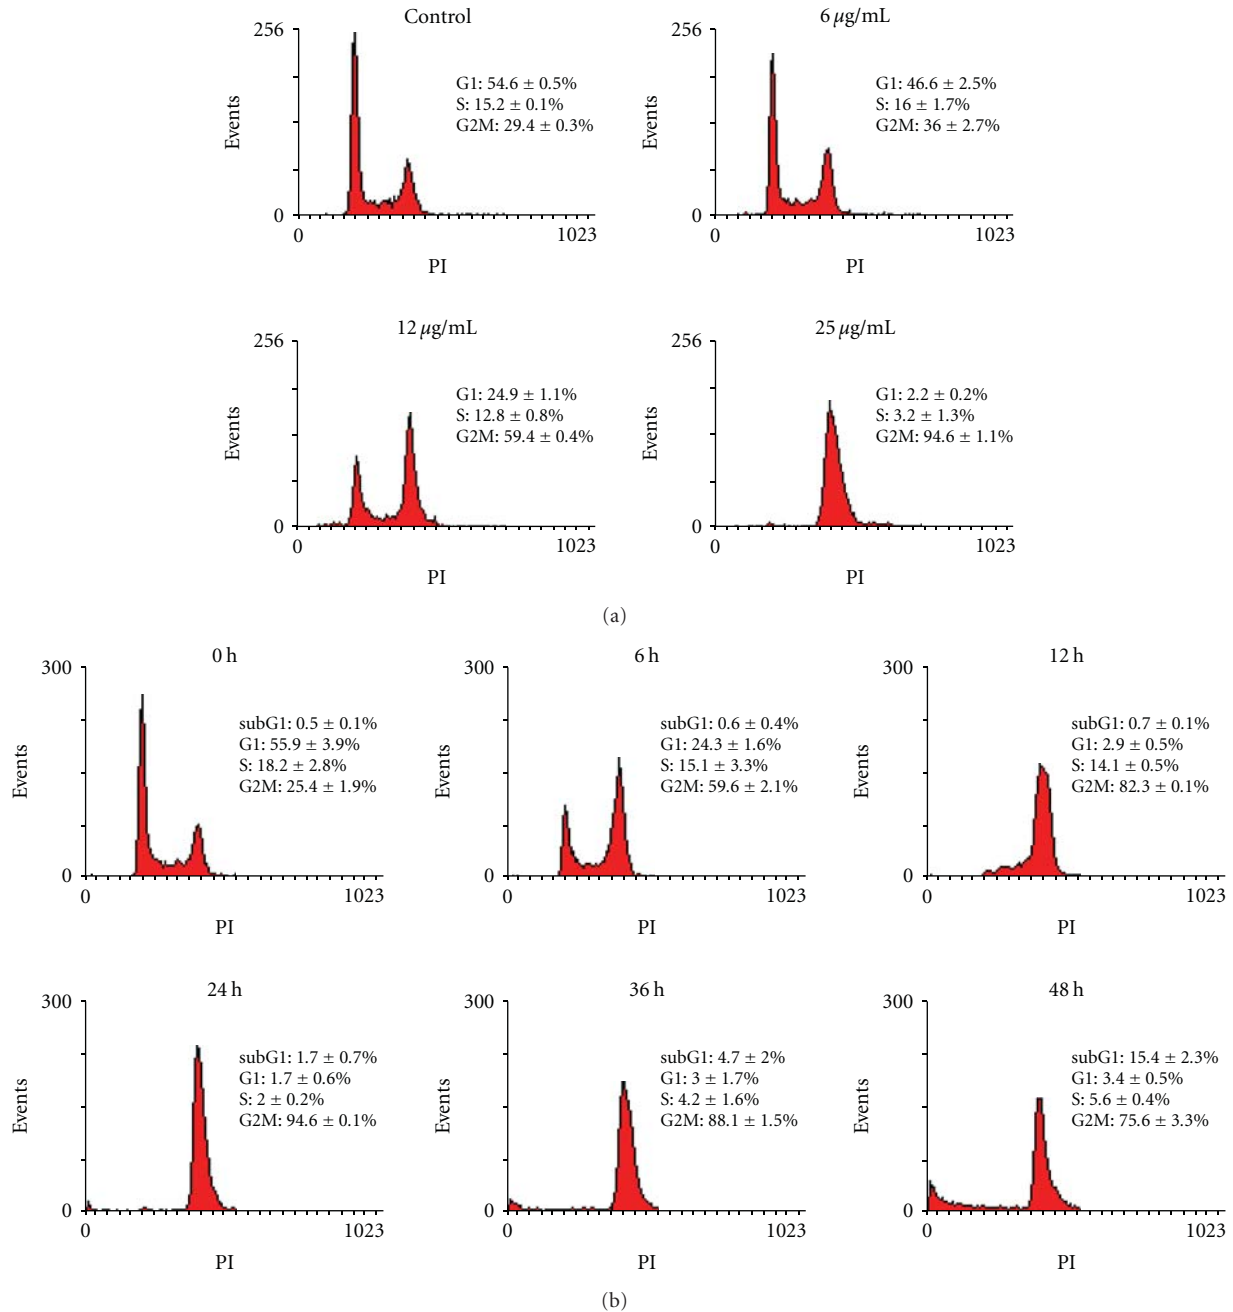 Control
256
Events
G1: 54.6 ± 0.5%
S: 15.2 ± 0.1%
G2M: 29.4 ± 0.3%
0
0
1023
PI
6 µg/mL
256
Events
G1: 46.6 ± 2.5%
S: 16 ± 1.7%
G2M: 36 ± 2.7%
0
0
1023
PI
12 µg/mL
256
Events
G1: 24.9 ± 1.1%
S: 12.8 ± 0.8%
G2M: 59.4 ± 0.4%
0
0
1023
PI
25 µg/mL
256
Events
G1: 2.2 ± 0.2%
S: 3.2 ± 1.3%
G2M: 94.6 ± 1.1%
0
0
1023
PI
(a)
0 h
300
Events
subG1: 0.5 ± 0.1%
G1: 55.9 ± 3.9%
S: 18.2 ± 2.8%
G2M: 25.4 ± 1.9%
0
0
1023
PI
6 h
300
Events
subG1: 0.6 ± 0.4%
G1: 24.3 ± 1.6%
S: 15.1 ± 3.3%
G2M: 59.6 ± 2.1%
0
0
1023
PI
12 h
300
Events
subG1: 0.7 ± 0.1%
G1: 2.9 ± 0.5%
S: 14.1 ± 0.5%
G2M: 82.3 ± 0.1%
0
0
1023
PI
24 h
300
Events
subG1: 1.7 ± 0.7%
G1: 1.7 ± 0.6%
S: 2 ± 0.2%
G2M: 94.6 ± 0.1%
0
0
1023
PI
36 h
300
Events
subG1: 4.7 ± 2%
G1: 3 ± 1.7%
S: 4.2 ± 1.6%
G2M: 88.1 ± 1.5%
0
0
1023
PI
48 h
300
Events
subG1: 15.4 ± 2.3%
G1: 3.4 ± 0.5%
S: 5.6 ± 0.4%
G2M: 75.6 ± 3.3%
0
0
1023
PI
(b)